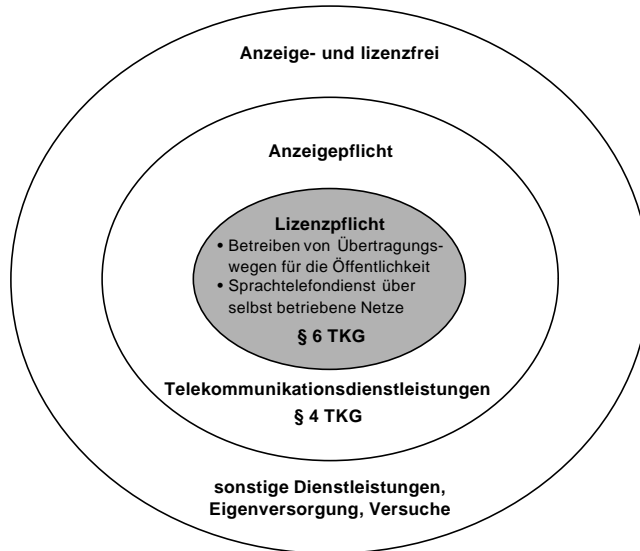 Anzeige- und lizenzfrei
Anzeigepflicht
Lizenzpflicht
• Betreiben von Übertragungs-
wegen für die Öffentlichkeit
• Sprachtelefondienst über
selbst betriebene Netze
§ 6 TKG
Telekommunikationsdienstleistungen
§ 4 TKG
sonstige Dienstleistungen,
Eigenversorgung, Versuche